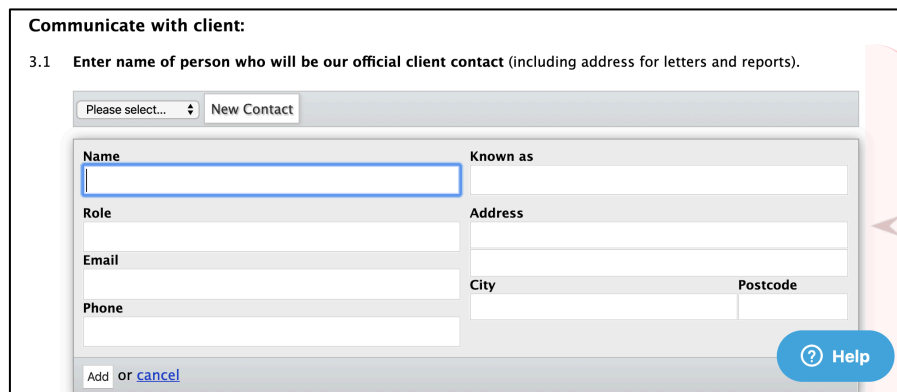 Communicate with client:
3.1 Enter name of person who will be our official client contact (including address for letters and reports).
Please select... New Contact
Name
Known as
Role
Address
Email
City
Postcode
Phone
Help
Add or cancel